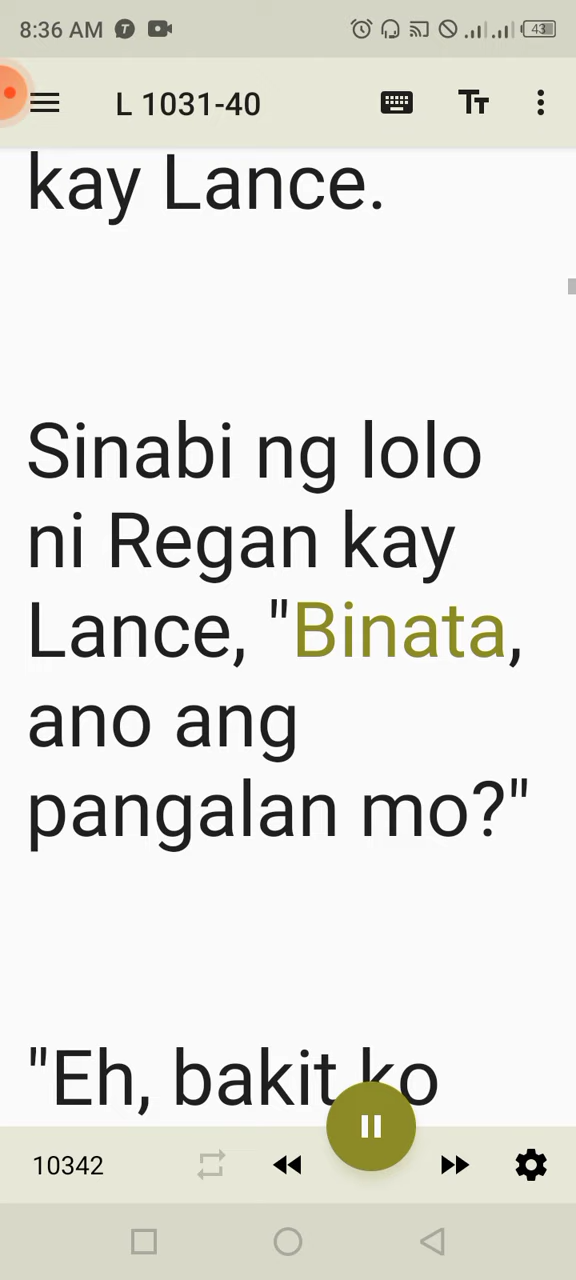 8:36 AM
43
L 1031-40
kay Lance.
Sinabi ng lolo
ni Regan kay
Lance, "Binata,
ano ang
pangalan mo?"
"Eh, bakit ko
10342